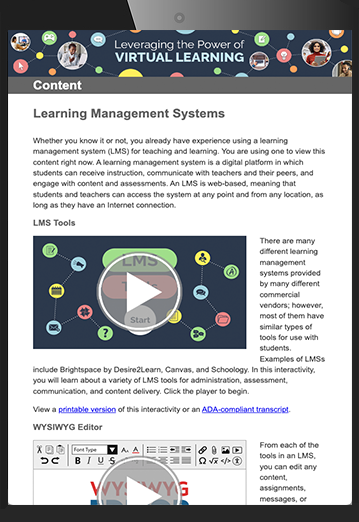 Leveraging the Power of
VIRTUAL LEARNING
Content
Learning Management Systems
Whether you know it or not, you already have experience using a learning
management system (LMS) for teaching and learning. You are using one to view this
content right now. A learning management system is a digital platform in which
students can receive instruction, communicate with teachers and their peers, and
engage with content and assessments. An LMS is web-based, meaning that
students and teachers can access the system at any point and from any location, as
long as they have an Internet connection.
LMS Tools
LMS
Start
There are many
different learning
management
systems provided
by many different
commercial
vendors; however,
most of them have
similar types of
tools for use with
students.
Examples of LMSs
include Brightspace by Desire2Learn, Canvas, and Schoology. In this interactivity,
you will learn about a variety of LMS tools for administration, assessment,
communication, and content delivery. Click the player to begin.
View a printable version of this interactivity or an ADA-compliant transcript.
WYSIWYG Editor
Font Type
WYSIWYG
From each of the
tools in an LMS,
you can edit any
content,
assignments,
messages, or